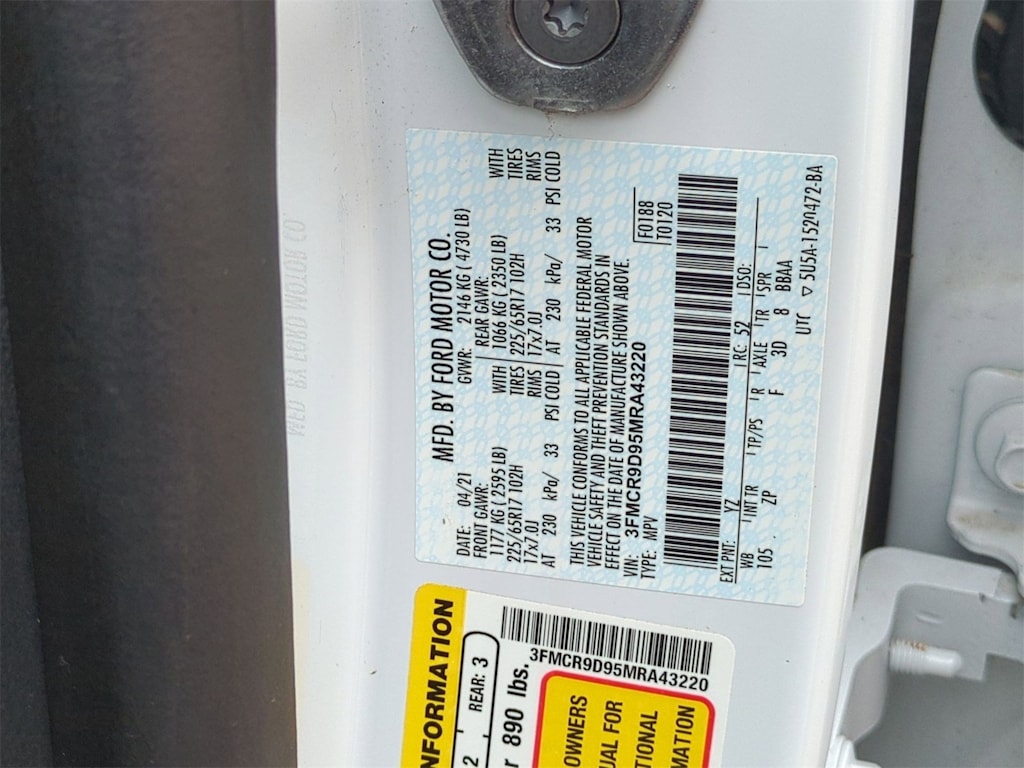 MFD. BY FORD MOTOR CO.
DATE: 04/21 GVWR: 2146 KG ( 4730 LB)
FRONT GAWR: REAR GAWR:
1177 KG ( 2595 LB) WITH 1066 KG ( 2350 LB) WITH
225/65R17 102H TIRES 225/65R17 102H TIRES
17x7.0J RIMS 17x7.0J RIMS
AT 230 kPa/ 33 PSI COLD AT 230 kPa/ 33 PSI COLD
THIS VEHICLE CONFORMS TO ALL APPLICABLE FEDERAL MOTOR
VEHICLE SAFETY AND THEFT PREVENTION STANDARDS IN
EFFECT ON THE DATE OF MANUFACTURE SHOWN ABOVE.
VIN: 3FMCR9D95MRA43220 F0188
TYPE: MPV T0120
EXT PNT: YZ RC: 52 DSO:
WB INT TR TP/PS R AXLE TR SPR
105 ZP F 3D 8 BBAA
UTC ▽ 5U5A-1520472-BA
NFORMATION
2 REAR: 3
r 890 lbs.
3FMCR9D95MRA43220
OWNERS
UAL FOR
TIONAL
MATION